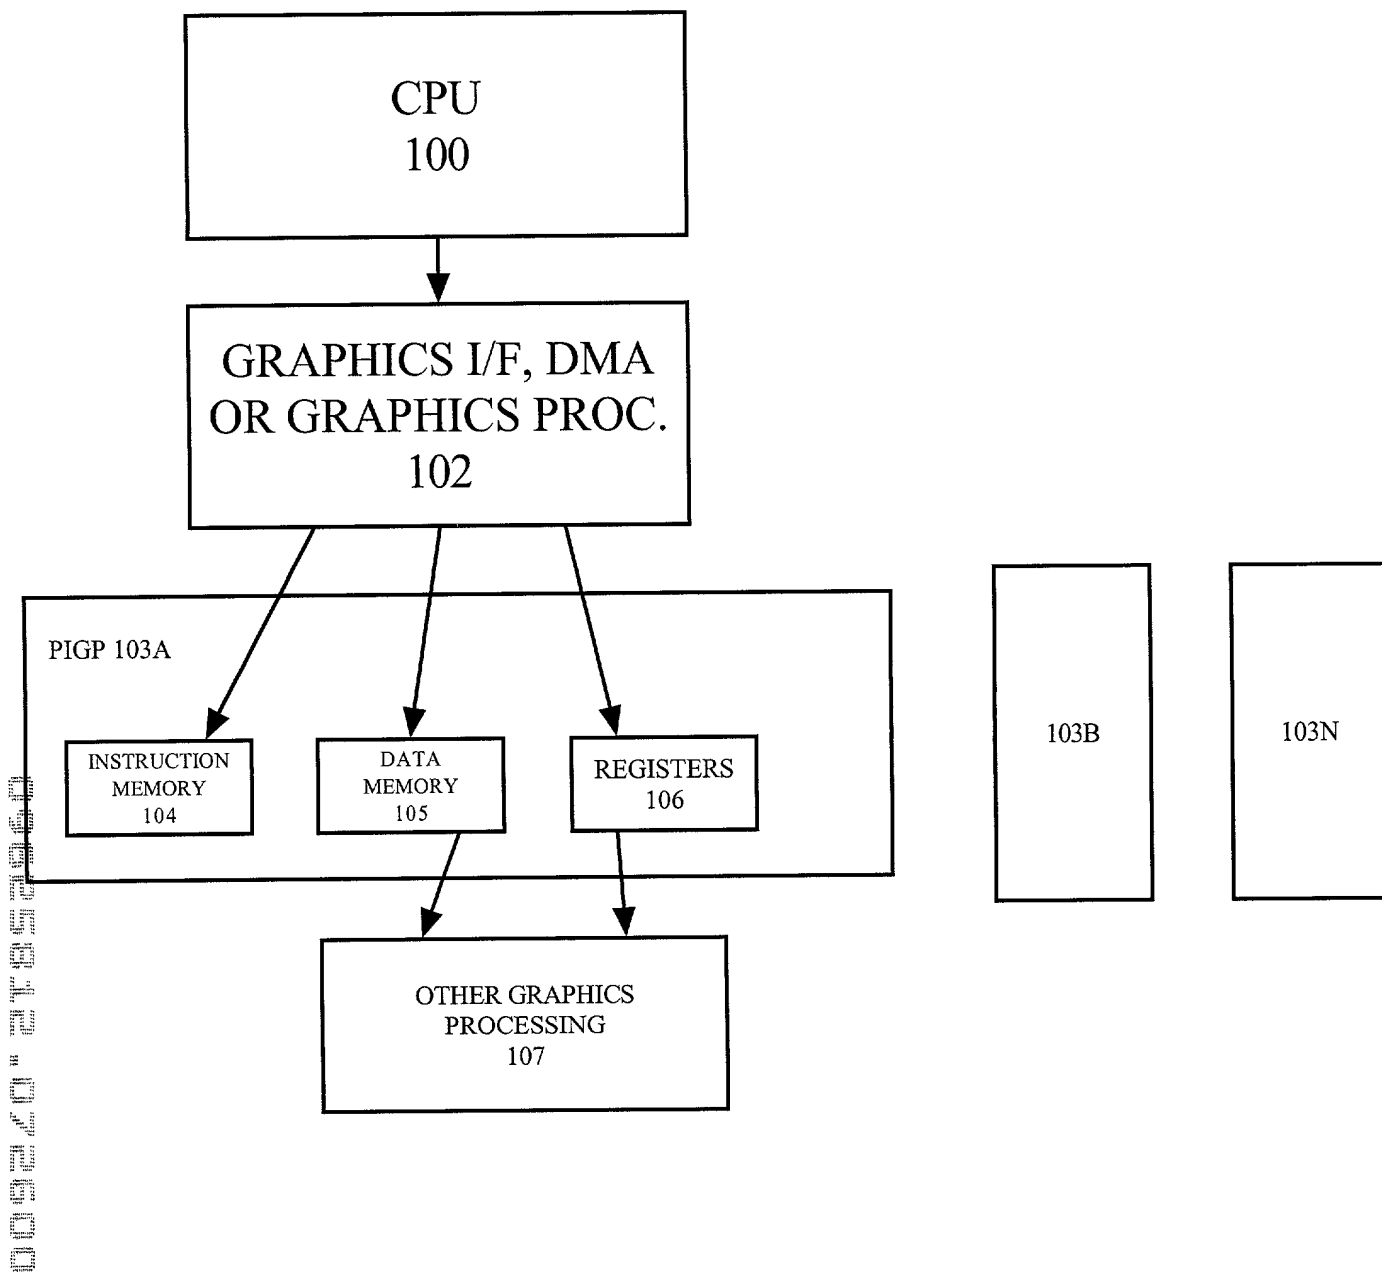 CPU
100
GRAPHICS I/F, DMA
OR GRAPHICS PROC.
102
PIGP 103A
INSTRUCTION
MEMORY
104
DATA
MEMORY
105
REGISTERS
106
103B
103N
OTHER GRAPHICS
PROCESSING
107